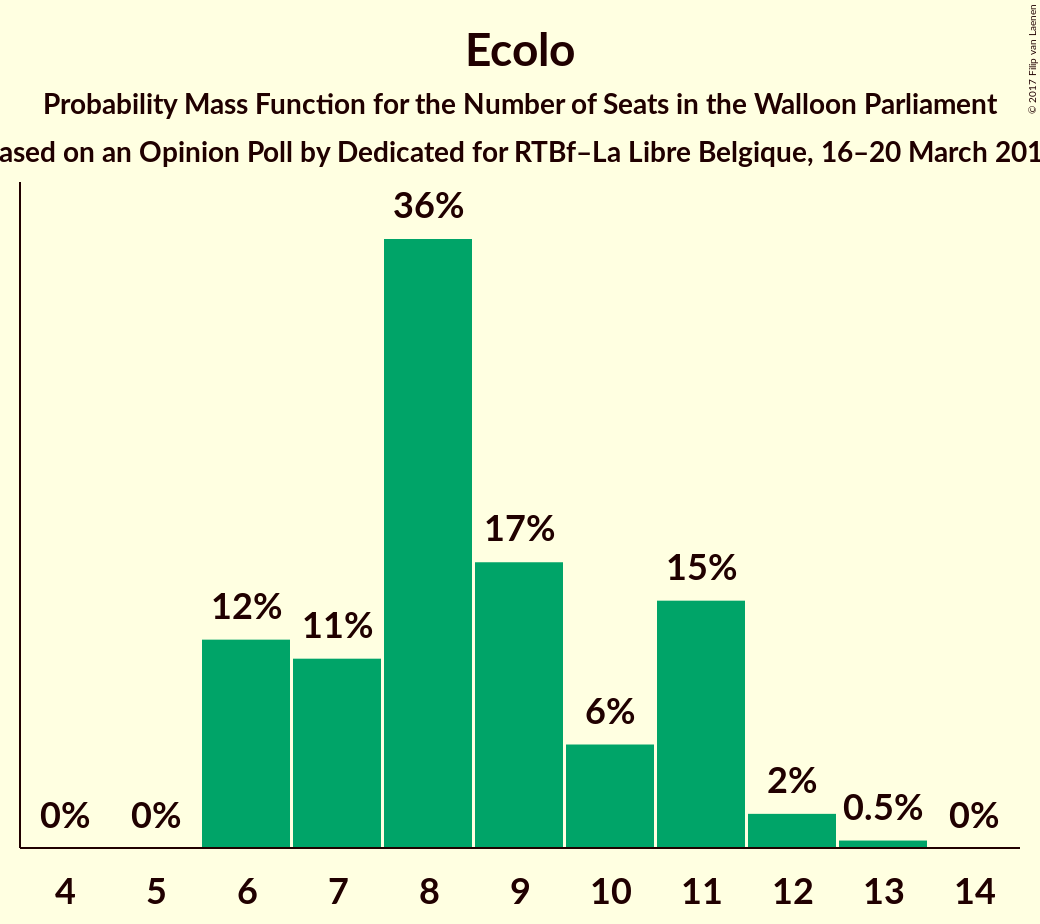 Ecolo
Probability Mass Function for the Number of Seats in the Walloon Parliament
on an Opinion Poll by Dedicated for RTBf–La Libre Belgique, 16–20 March
36%
17%
15%
12%
11%
6%
2%
0.5%
0%
0%
0%
4 5 6 7 8 9 10 11 12 13 14
© 2017 Filip van Laenen